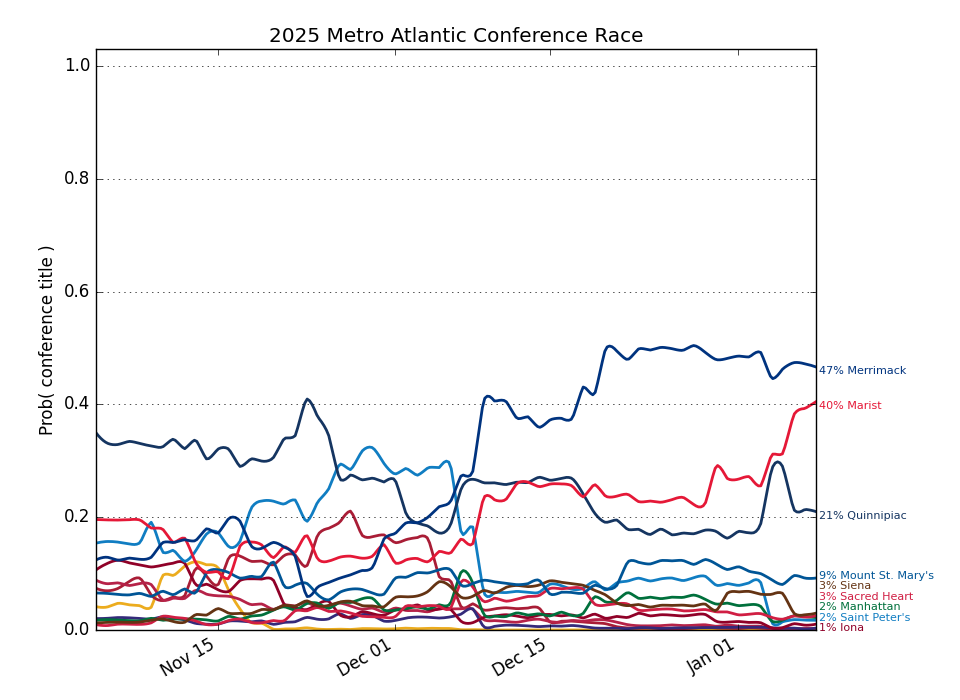 2025 Metro Atlantic Conference Race
Prob( conference title )
1.0
0.8
0.6
0.4
0.2
0.0
Nov 15
Dec 01
Dec 15
Jan 01
47% Merrimack
40% Marist
21% Quinnipiac
9% Mount St. Mary's
3% Siena
3% Sacred Heart
2% Manhattan
2% Saint Peter's
1% Iona